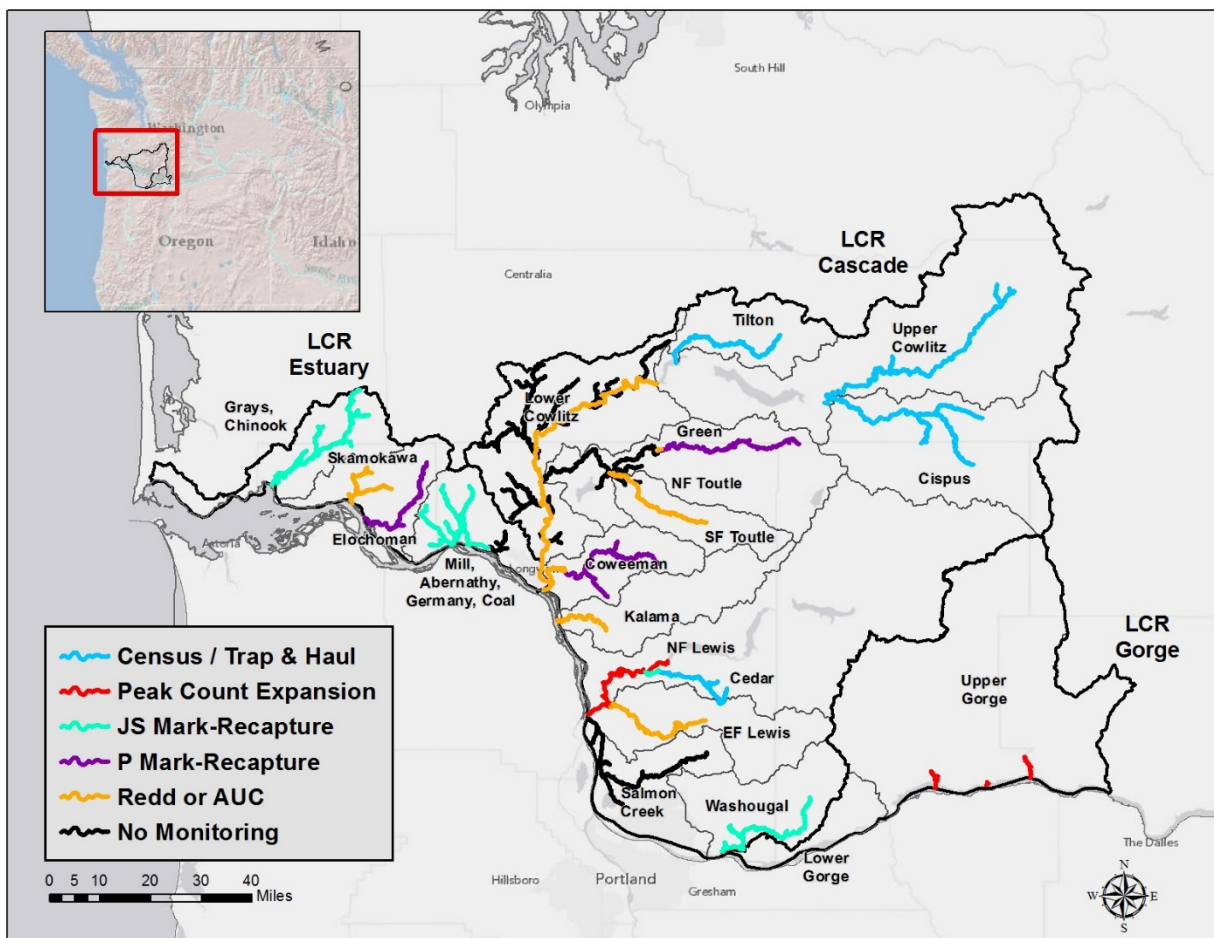 South Hill
Olympia
M
O
Washington
Oregon
Idaho
Centralia
LCR
Cascade
Tilton
Upper
Cowlitz
LCR
Estuary
Grays,
Chinook
Lower
Cowlitz
Skamokawa
Green
NF Toutle
Cispus
SF Toutle
Elochoman
Astoria
Coweeman
Mill,
Abernathy,
Germany, Coal
Kalama
LCR
Gorge
NF Lewis
Cedar
Upper
Gorge
EF Lewis
Salmon
Creek
Washougal
Lower
Gorge
The Dalles
Hillsboro
Portland
Gresham
Census / Trap & Haul
Peak Count Expansion
JS Mark-Recapture
P Mark-Recapture
Redd or AUC
No Monitoring
0 5 10 20 30 40
Miles
N
W E
S